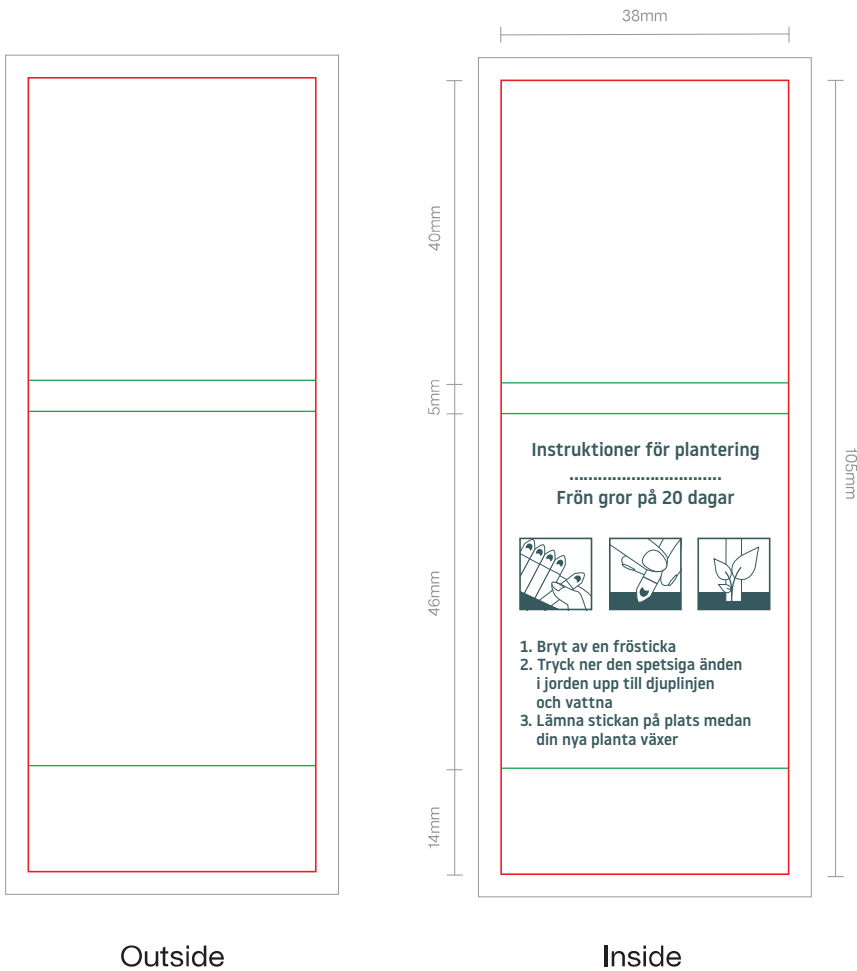 38mm
40mm
5mm
105mm
Instruktioner för plantering
................................
Frön gror på 20 dagar
46mm
1. Bryt av en frösticka
2. Tryck ner den spetsiga änden
i jorden upp till djuplinjen
och vattna
3. Lämna stickan på plats medan
din nya planta växer
14mm
Outside
Inside